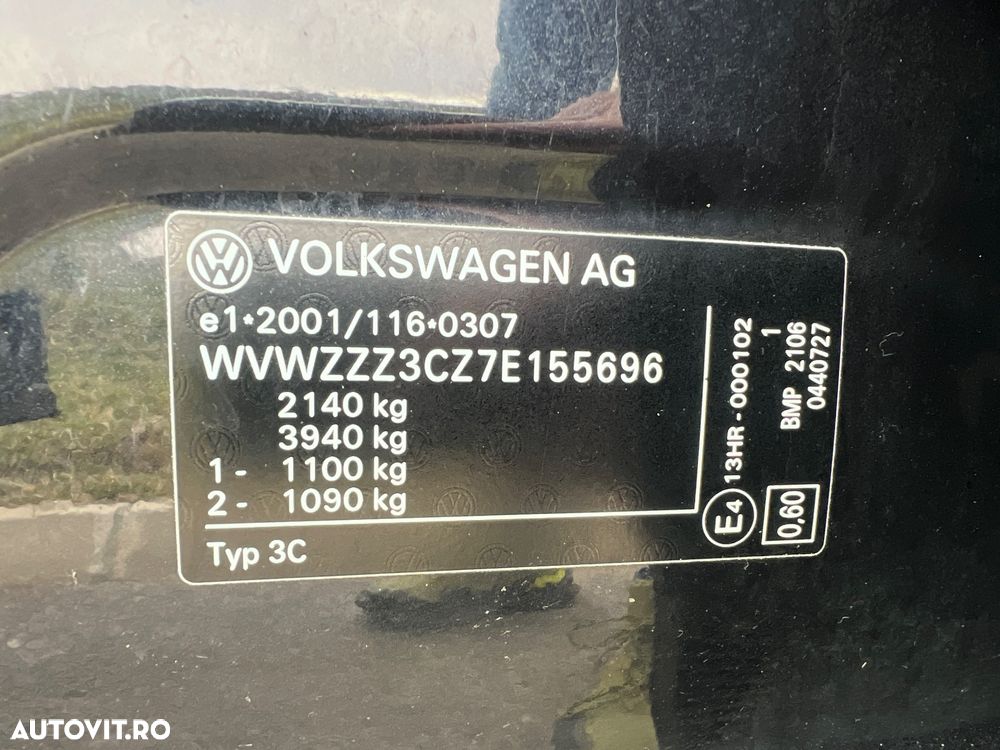 VOLKSWAGEN AG
e1*2001/116*0307
WVWZZZ3CZ7E155696
2140 kg
3940 kg
1 - 1100 kg
2 - 1090 kg
Typ 3C
E4 13HR - 000102
1
BMP 2106
0440727
0,60
AUTOVIT.RO